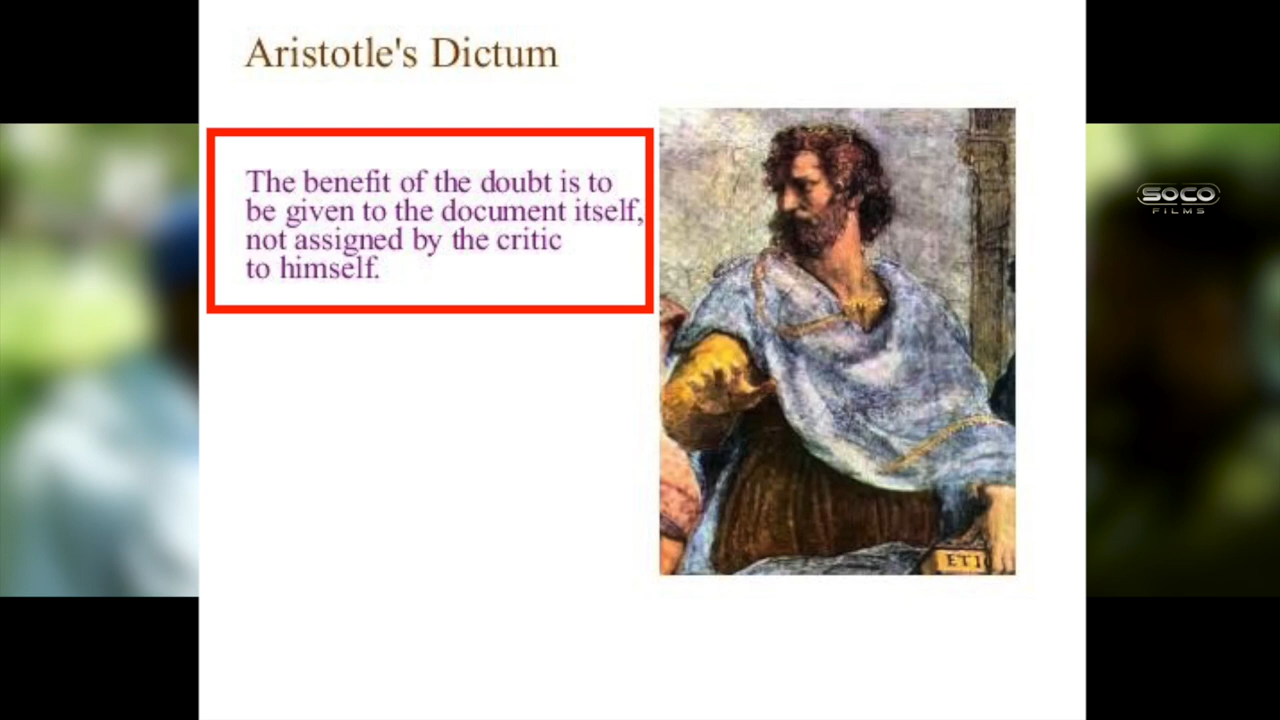 Aristotle's Dictum
The benefit of the doubt is to
be given to the document itself,
not assigned by the critic
to himself.
SOCO
FILMS
ETI